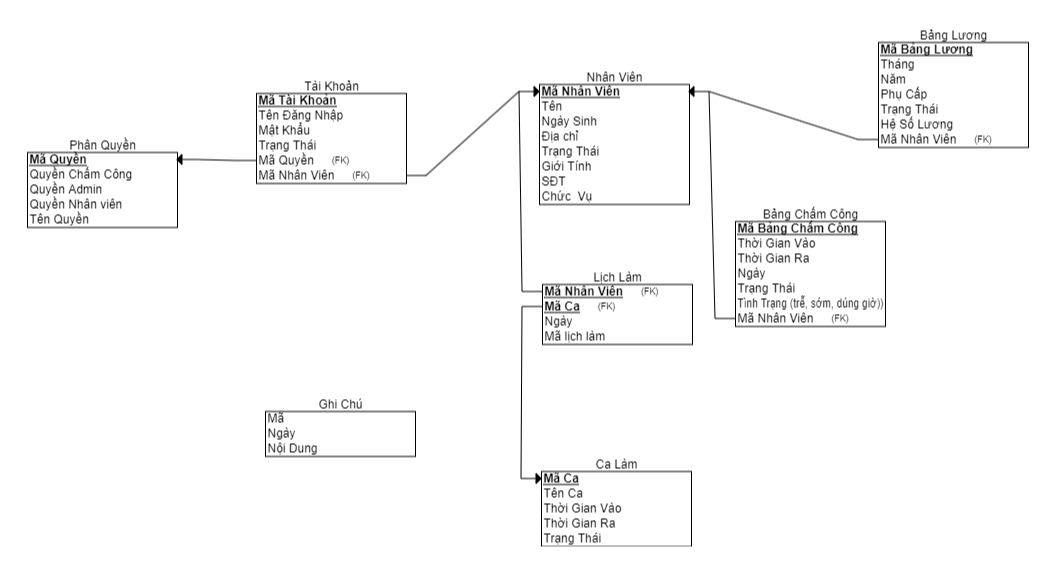 Bảng Lương
Mã Bảng Lương
Tháng
Năm
Phụ Cấp
Trạng Thái
Hệ Số Lương
Mã Nhân Viên (FK)
Nhân Viên
Mã Nhân Viên
Tên
Ngày Sinh
Địa chỉ
Trạng Thái
Giới Tính
SĐT
Chức Vụ
Tài Khoản
Mã Tài Khoản
Tên Đăng Nhập
Mật Khẩu
Trạng Thái
Mã Quyền (FK)
Mã Nhân Viên (FK)
Phân Quyền
Mã Quyền
Quyền Chấm Công
Quyền Admin
Quyền Nhân viên
Tên Quyền
Bảng Chấm Công
Mã Bảng Chấm Công
Thời Gian Vào
Thời Gian Ra
Ngày
Trạng Thái
Tình Trạng (trễ, sớm, dúng giờ))
Mã Nhân Viên (FK)
Lịch Làm
Mã Nhân Viên (FK)
Mã Ca (FK)
Ngày
Mã lịch làm
Ghi Chú
Mã
Ngày
Nội Dung
Ca Làm
Mã Ca
Tên Ca
Thời Gian Vào
Thời Gian Ra
Trạng Thái